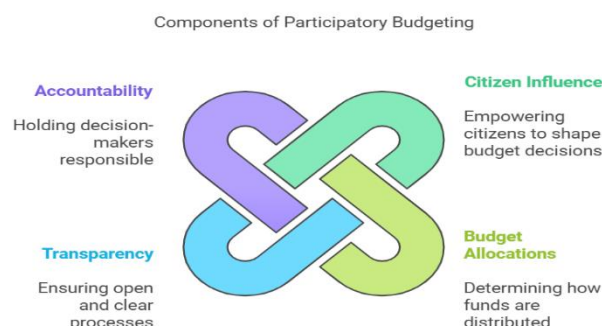 Components of Participatory Budgeting
Accountability
Holding decision-
makers
responsible
Citizen Influence
Empowering
citizens to shape
budget decisions
Transparency
Ensuring open
and clear
processes
Budget
Allocations
Determining how
funds are
distributed